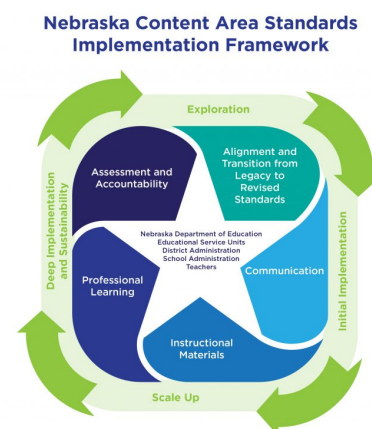 Nebraska Content Area Standards
Implementation Framework
Exploration
Assessment and
Accountability
Alignment and
Transition from
Legacy to
Revised
Standards
Deep Implementation
and Sustainability
Nebraska Department of Education
Educational Service Units
District Administration
School Administration
Teachers
Professional
Learning
Communication
Initial Implementation
Instructional
Materials
Scale Up